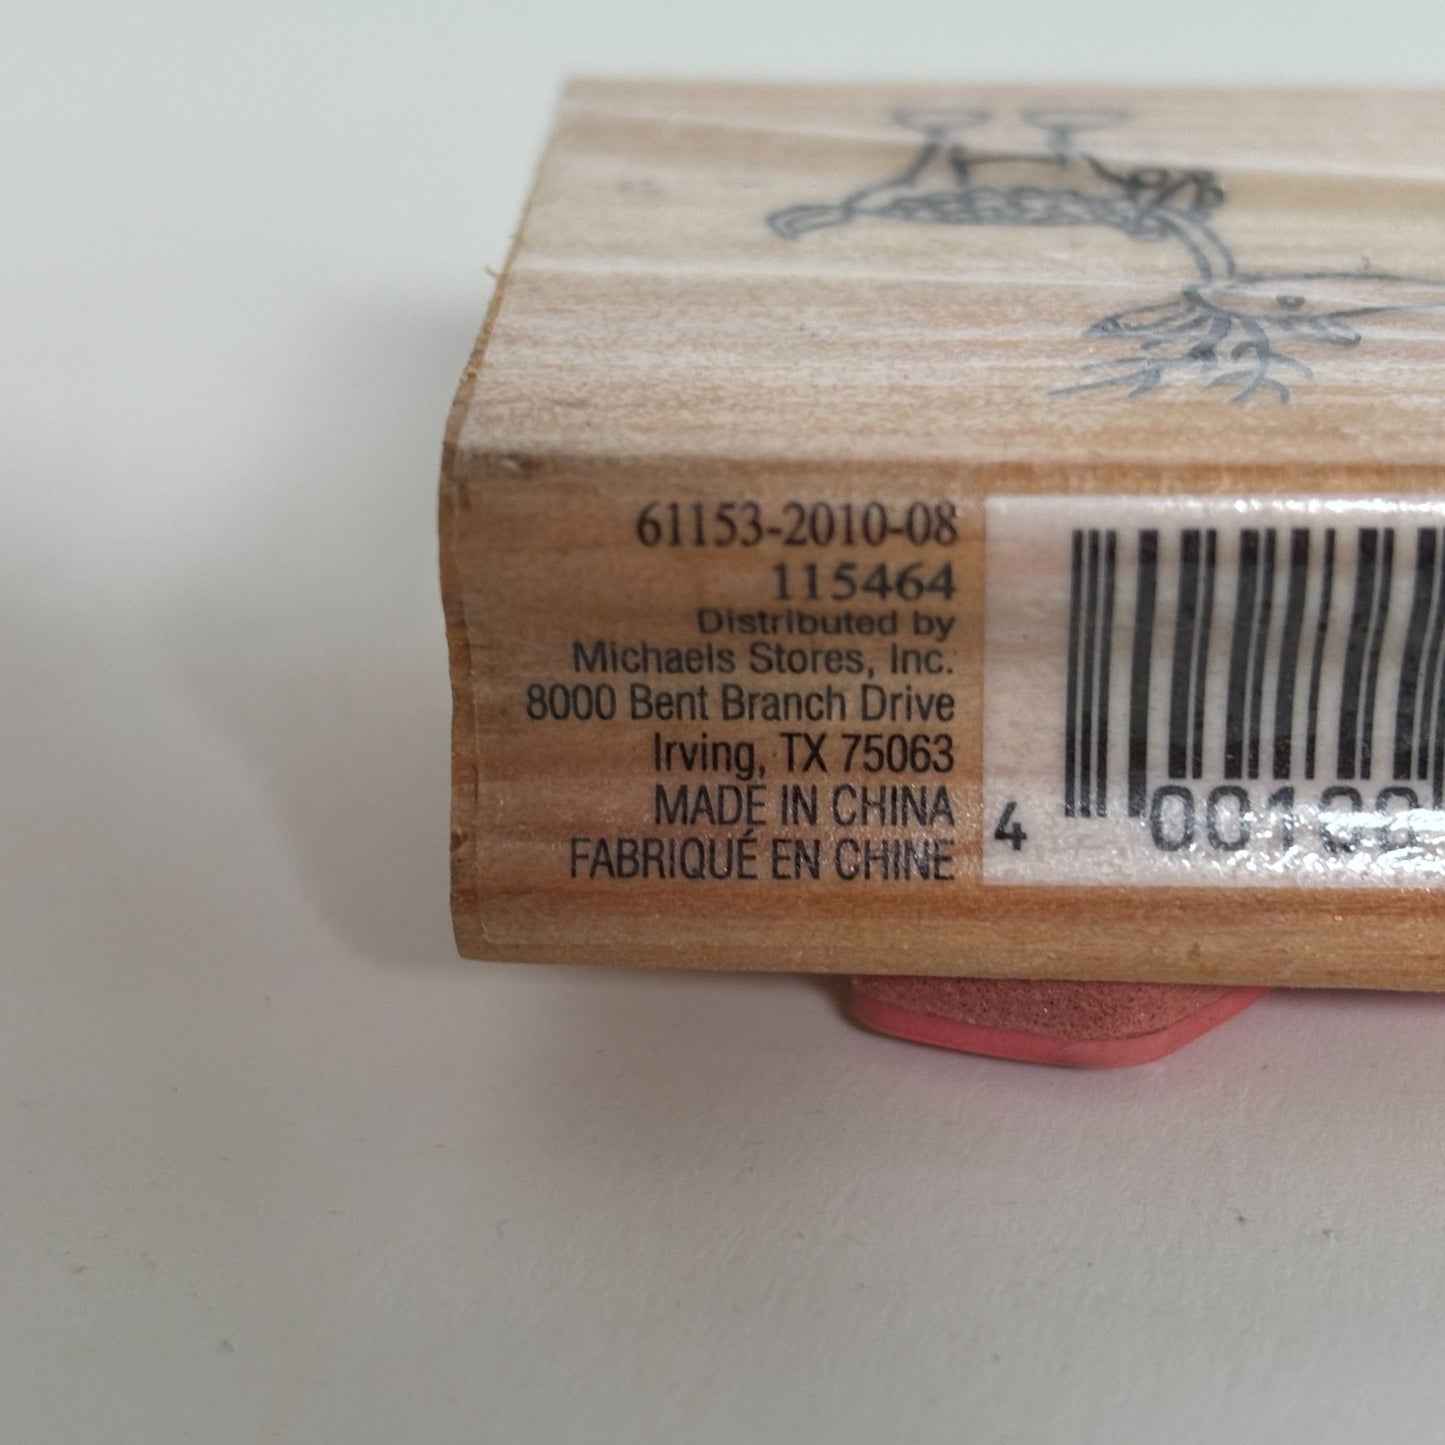 61153-2010-08
115464
Distributed by
Michaels Stores, Inc.
8000 Bent Branch Drive
Irving, TX 75063
MADE IN CHINA
FABRIQUÉ EN CHINE
4 00100